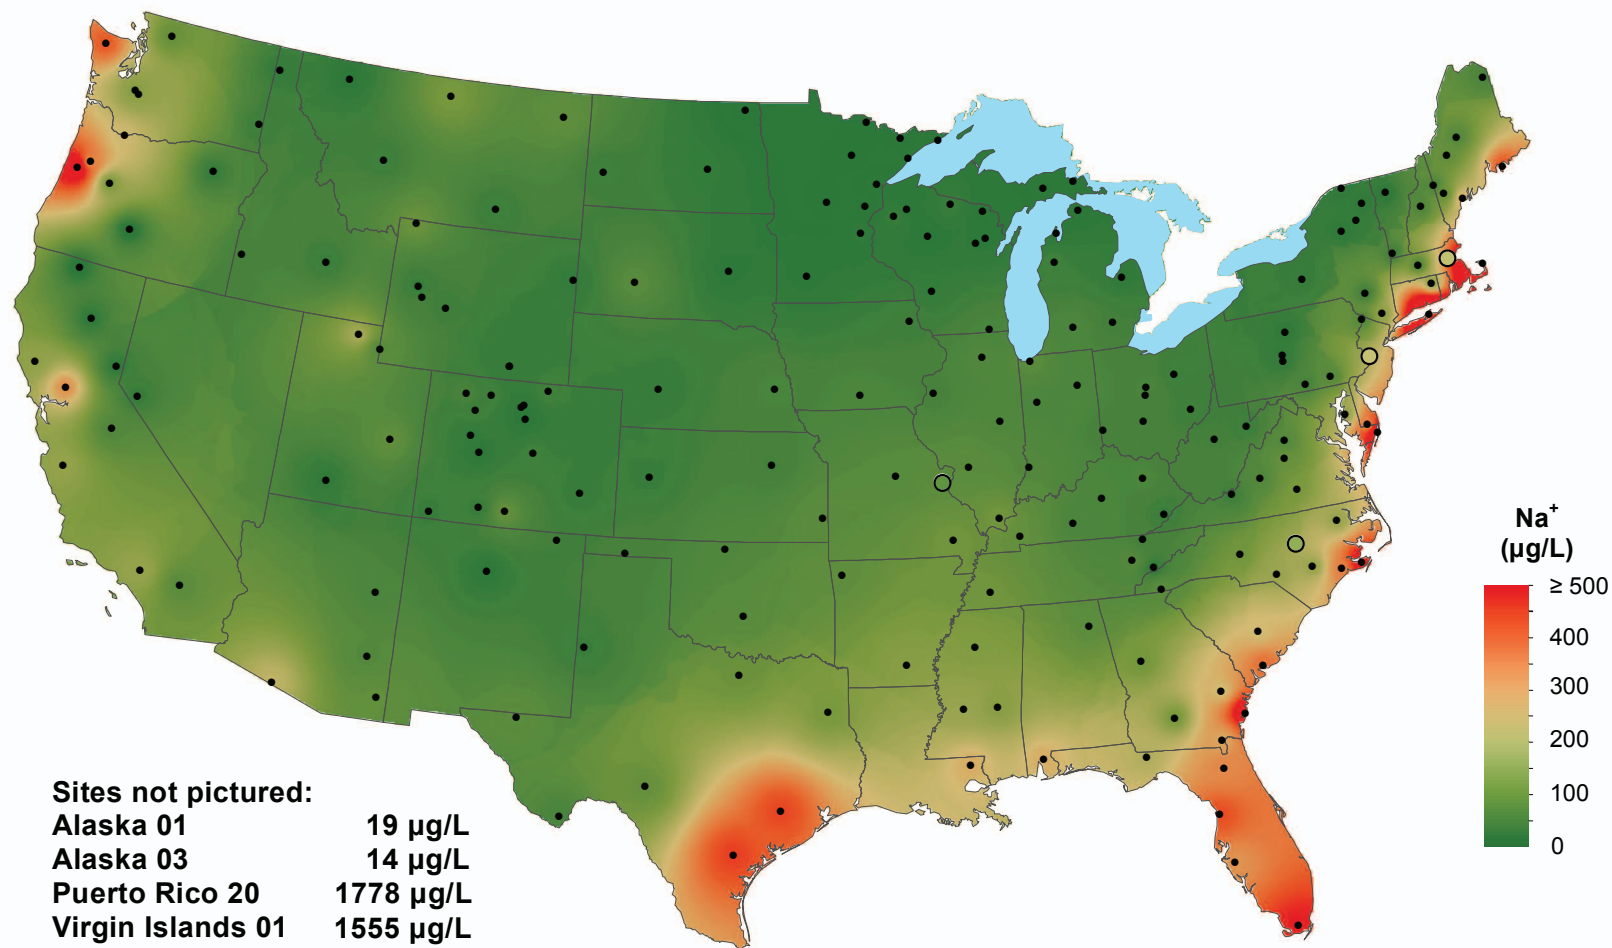 Na+
(µg/L)
≥ 500
400
300
200
100
0
Sites not pictured:
Alaska 01 19 µg/L
Alaska 03 14 µg/L
Puerto Rico 20 1778 µg/L
Virgin Islands 01 1555 µg/L